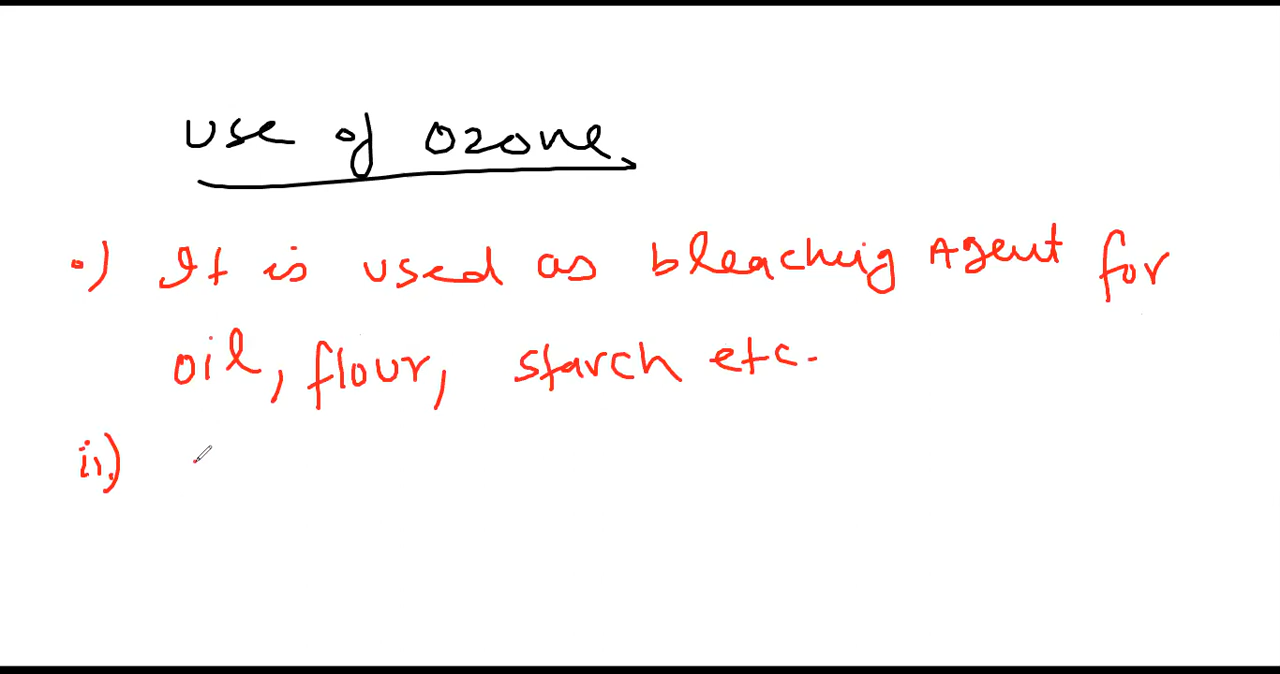 use of ozone
•) It is used as bleaching Agent for
oil, flour, starch etc.
ii)